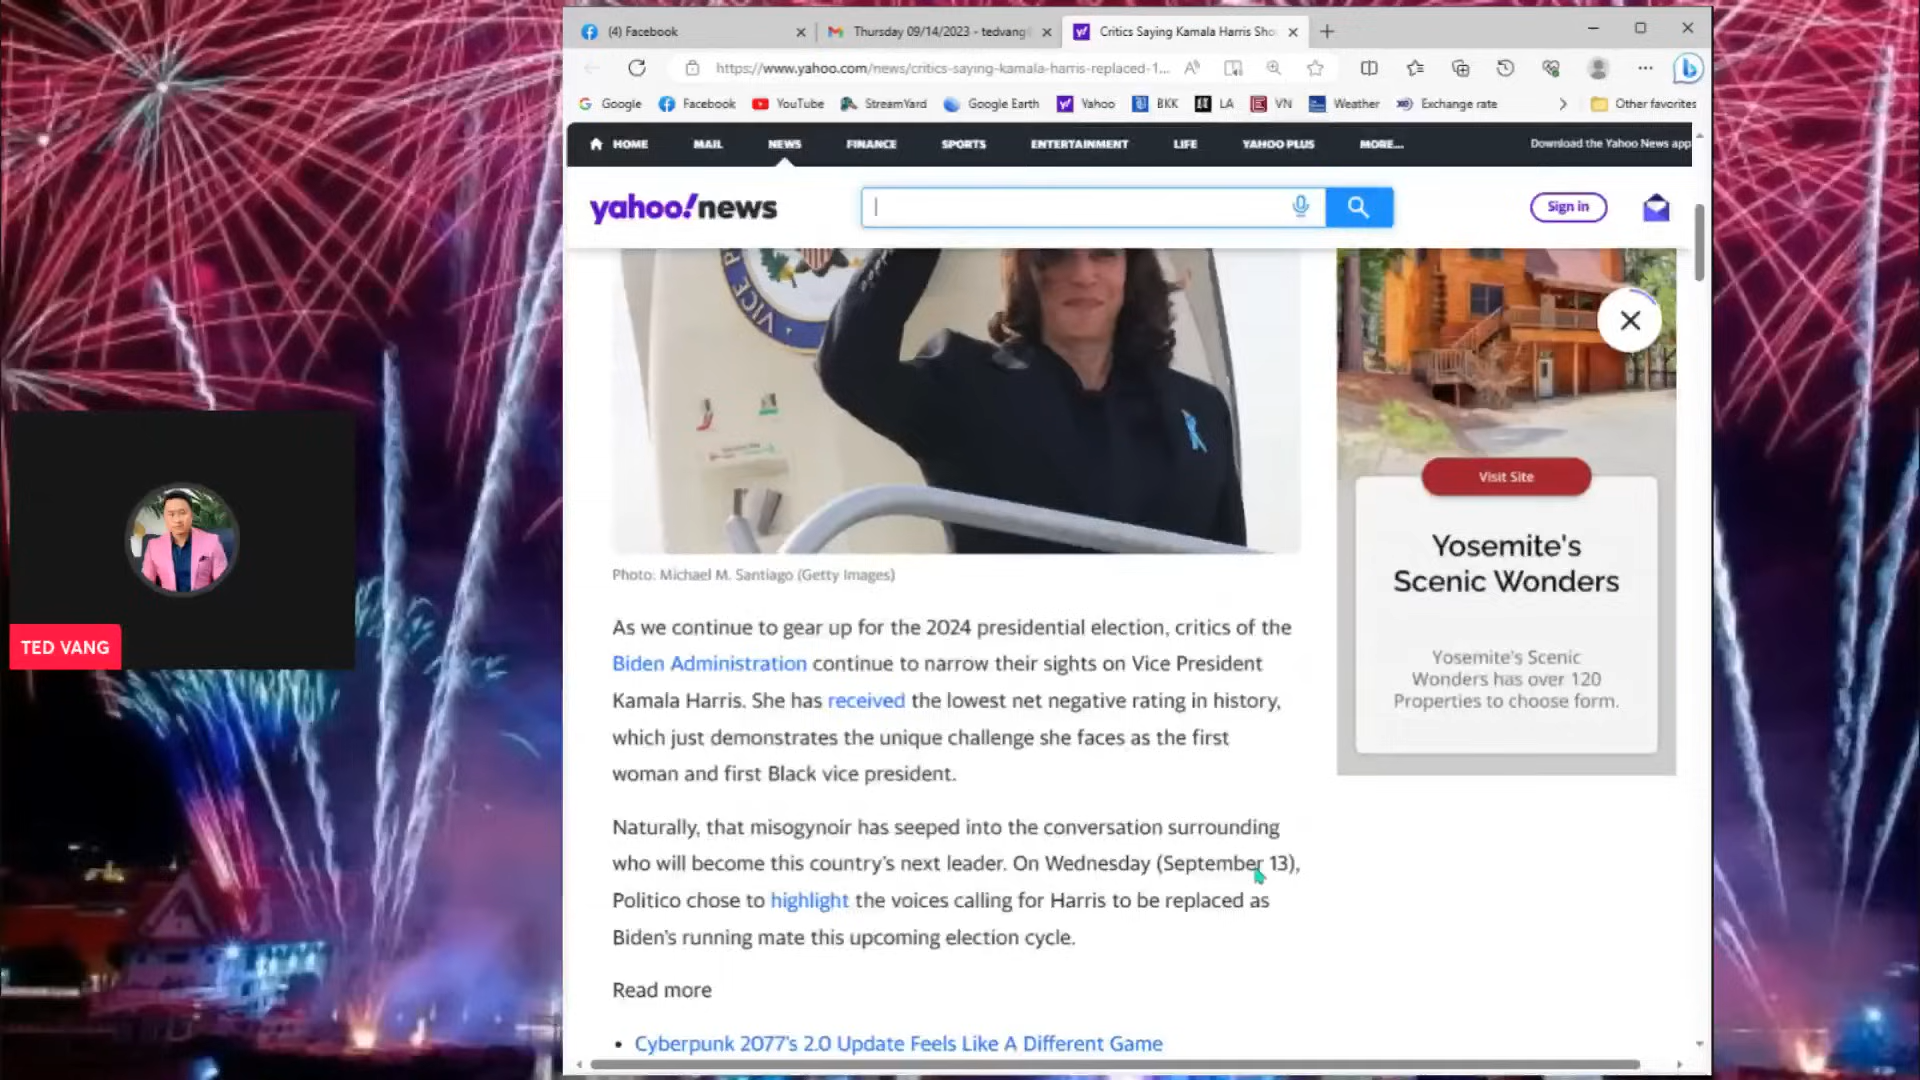 (4) Facebook
Thursday 09/14/2023 - tedvang
Critics Saying Kamala Harris Sho
https://www.yahoo.com/news/critics-saying-kamala-harris-replaced-1...
Google Facebook YouTube StreamYard Google Earth Yahoo BKK LA VN Weather Exchange rate Other favorites
HOME MAIL NEWS FINANCE SPORTS ENTERTAINMENT LIFE YAHOO PLUS MORE... Download the Yahoo News app
yahoo!news
Sign in
VICE P
Photo: Michael M. Santiago (Getty Images)
As we continue to gear up for the 2024 presidential election, critics of the
Biden Administration continue to narrow their sights on Vice President
Kamala Harris. She has received the lowest net negative rating in history,
which just demonstrates the unique challenge she faces as the first
woman and first Black vice president.
Naturally, that misogynoir has seeped into the conversation surrounding
who will become this country's next leader. On Wednesday (September 13),
Politico chose to highlight the voices calling for Harris to be replaced as
Biden's running mate this upcoming election cycle.
Read more
• Cyberpunk 2077's 2.0 Update Feels Like A Different Game
Visit Site
Yosemite's
Scenic Wonders
Yosemite's Scenic
Wonders has over 120
Properties to choose form.
TED VANG